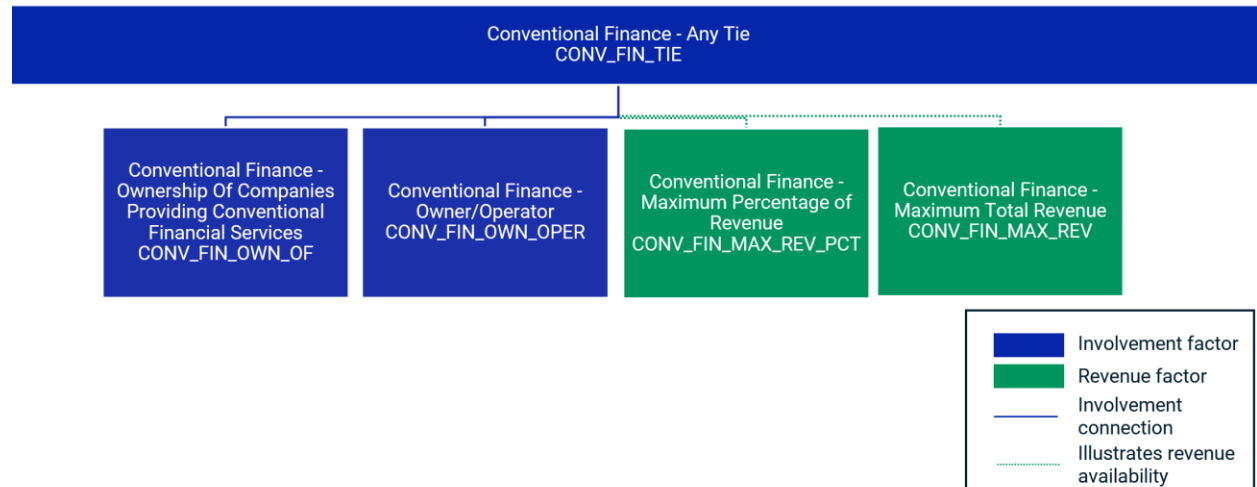 Conventional Finance - Any Tie
CONV_FIN_TIE
Conventional Finance -
Ownership Of Companies
Providing Conventional
Financial Services
CONV_FIN_OWN_OF
Conventional Finance -
Owner/Operator
CONV_FIN_OWN_OPER
Conventional Finance -
Maximum Percentage of
Revenue
CONV_FIN_MAX_REV_PCT
Conventional Finance -
Maximum Total Revenue
CONV_FIN_MAX_REV
Involvement factor
Revenue factor
Involvement
connection
Illustrates revenue
availability